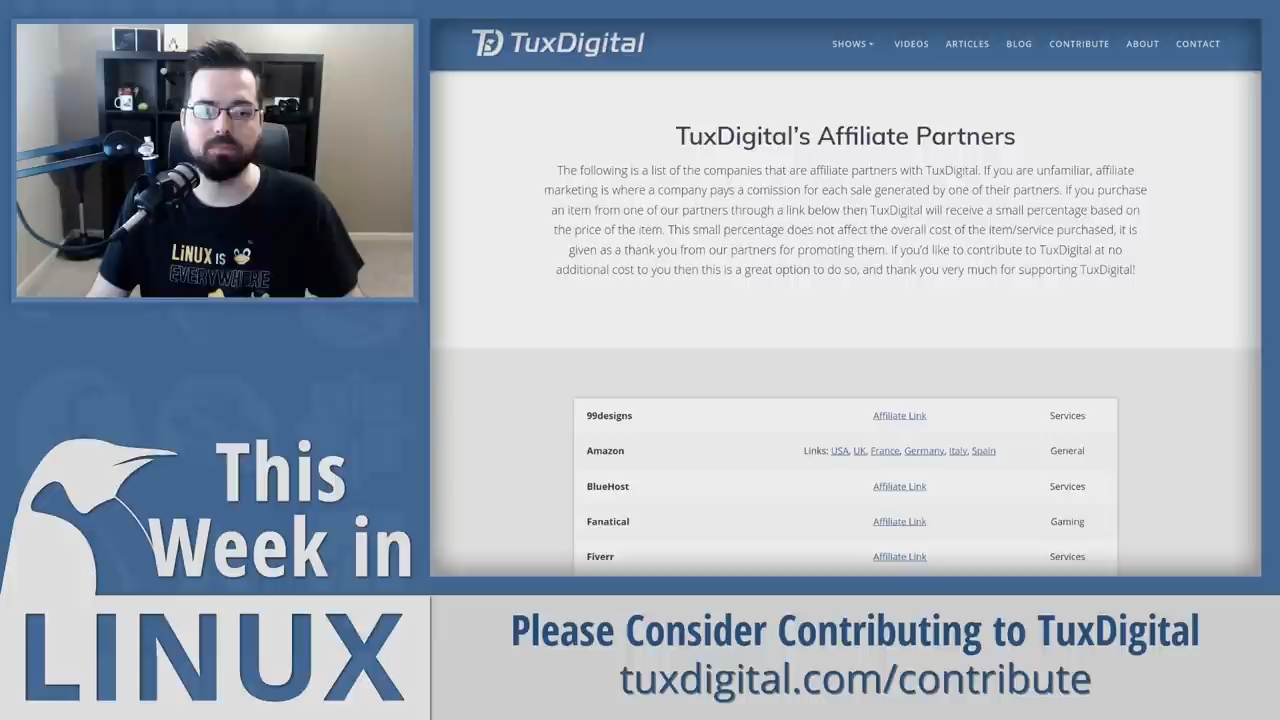 TuxDigital
SHOWS VIDEOS ARTICLES BLOG CONTRIBUTE ABOUT CONTACT
TuxDigital's Affiliate Partners
The following is a list of the companies that are affiliate partners with TuxDigital. If you are unfamiliar, affiliate
marketing is where a company pays a comission for each sale generated by one of their partners. If you purchase
an item from one of our partners through a link below then TuxDigital will receive a small percentage based on
the price of the item. This small percentage does not affect the overall cost of the item/service purchased, it is
given as a thank you from our partners for promoting them. If you'd like to contribute to TuxDigital at no
additional cost to you then this is a great option to do so, and thank you very much for supporting TuxDigital!
99designs Affiliate Link Services
Amazon Links: USA, UK, France, Germany, Italy, Spain General
BlueHost Affiliate Link Services
Fanatical Affiliate Link Gaming
Fiverr Affiliate Link Services
LINUX IS
EVERYWHERE
This
Week in
LINUX
Please Consider Contributing to TuxDigital
tuxdigital.com/contribute